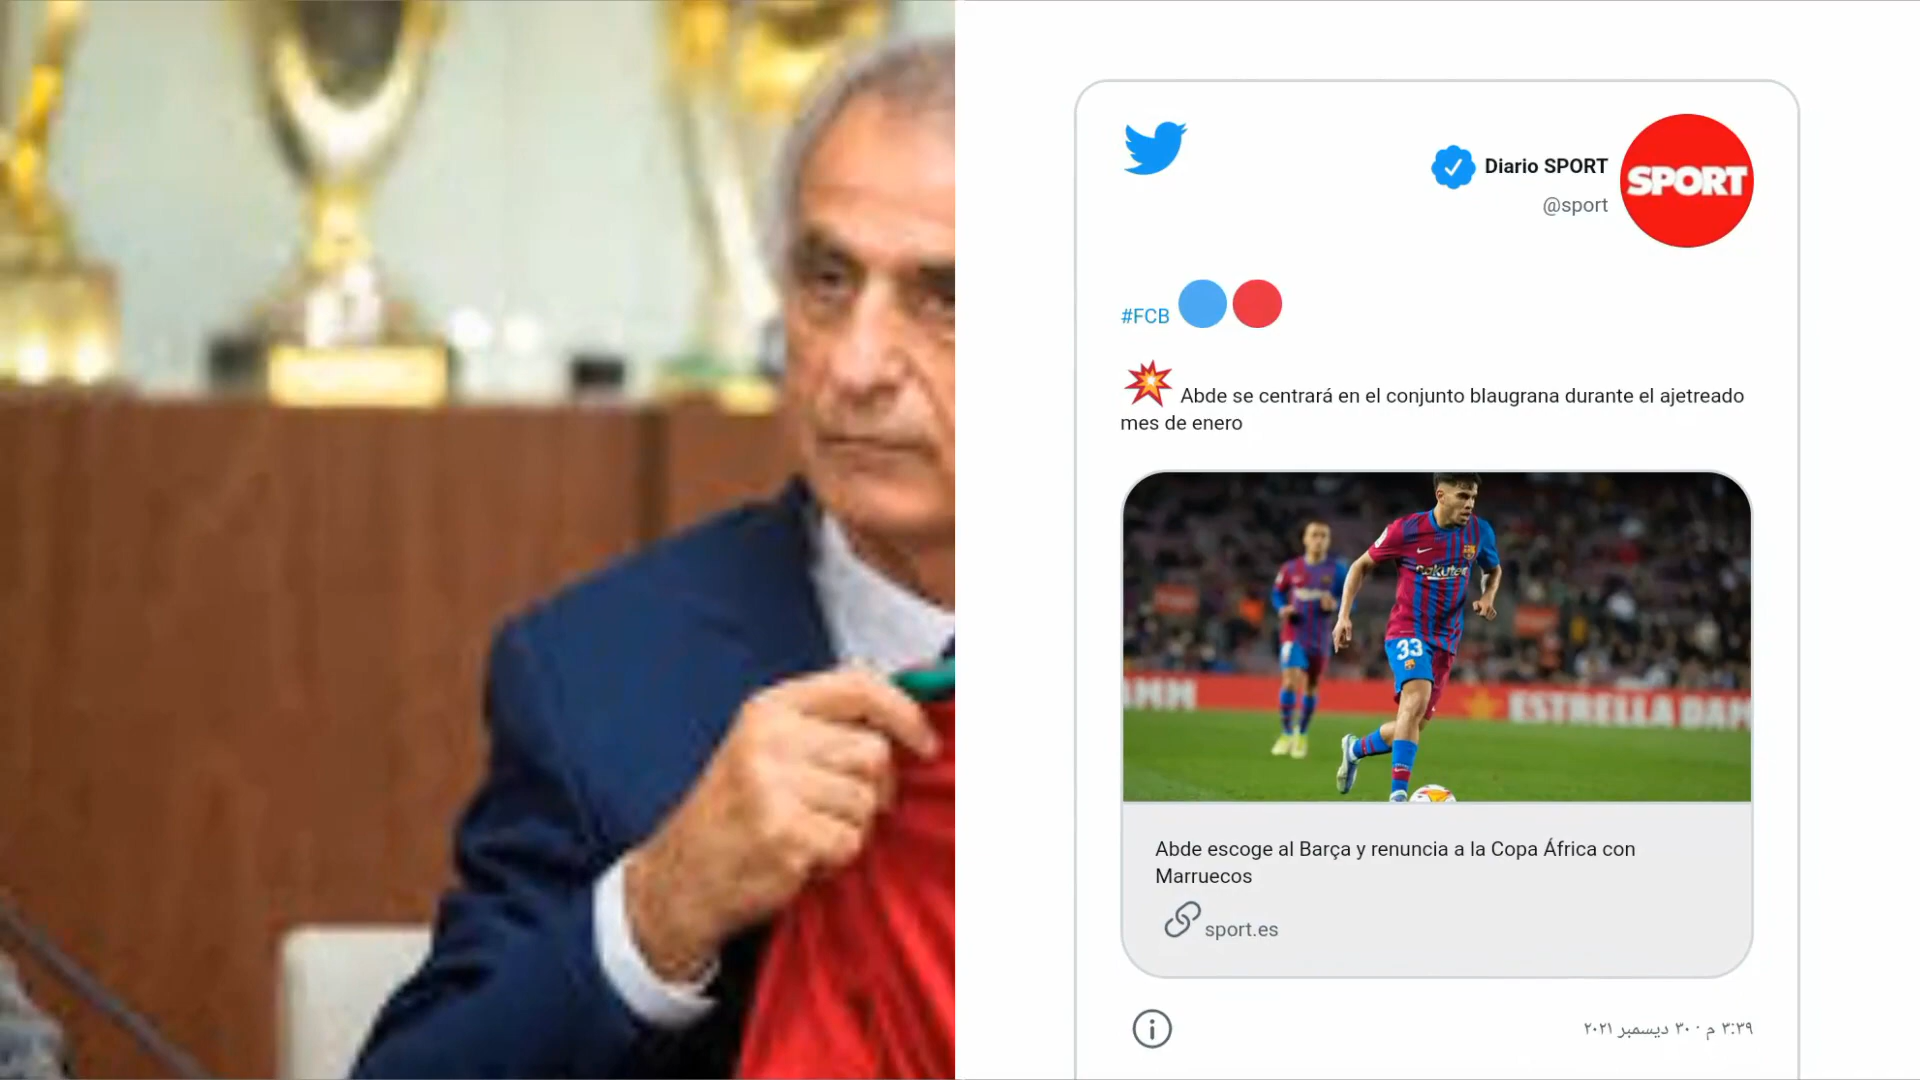 Diario SPORT
@sport
SPORT
#FCB
Abde se centrará en el conjunto blaugrana durante el ajetreado
mes de enero
Rakuten
33
AMM
ESTRELLA DAM
Abde escoge al Barça y renuncia a la Copa África con
Marruecos
sport.es
٣:٣٩ م · ٣٠ ديسمبر ٢٠٢١